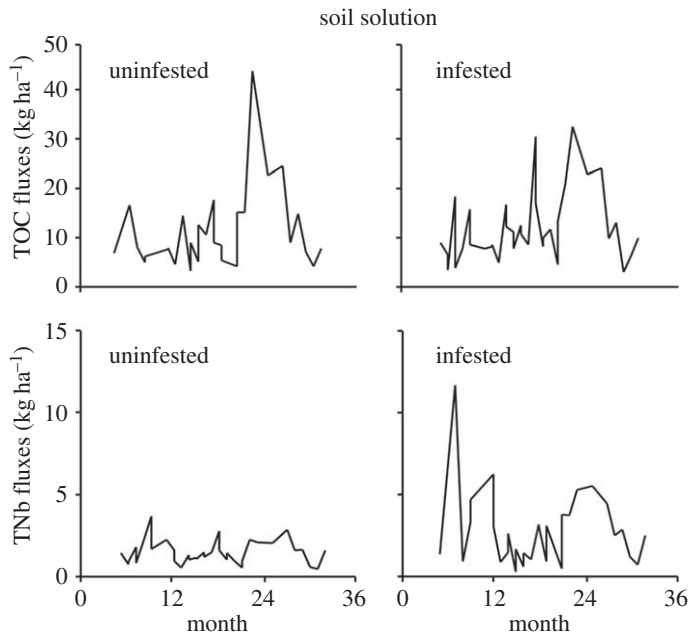 soil solution
TOC fluxes (kg ha⁻¹)
50
40
30
20
10
0
uninfested
infested
TNb fluxes (kg ha⁻¹)
15
10
5
0
uninfested
infested
0 12 24 36
0 12 24 36
month
month